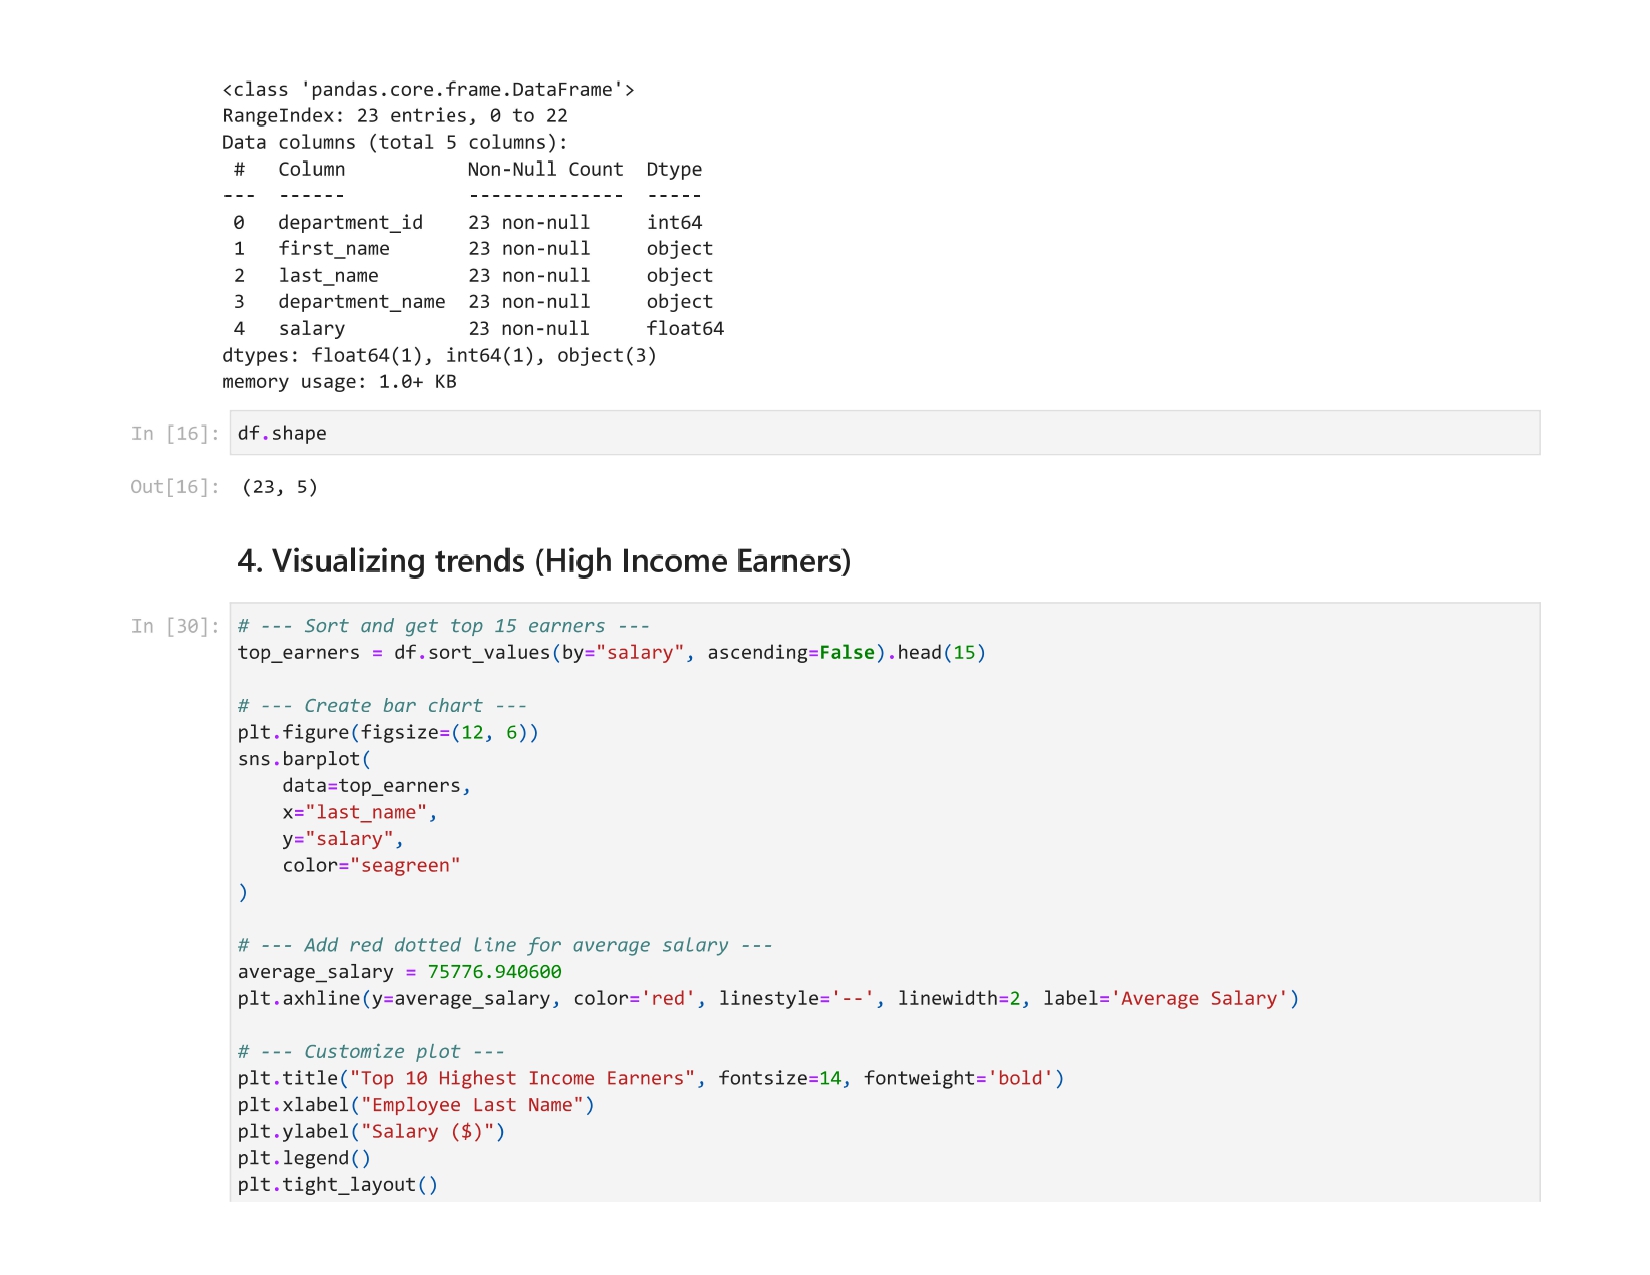 <class 'pandas.core.frame.DataFrame'>
RangeIndex: 23 entries, 0 to 22
Data columns (total 5 columns):
 #   Column           Non-Null Count  Dtype
---  ------           --------------  -----
 0   department_id    23 non-null     int64
 1   first_name       23 non-null     object
 2   last_name        23 non-null     object
 3   department_name  23 non-null     object
 4   salary           23 non-null     float64
dtypes: float64(1), int64(1), object(3)
memory usage: 1.0+ KB
In [16]: df.shape
Out[16]: (23, 5)
4. Visualizing trends (High Income Earners)
In [30]: # --- Sort and get top 15 earners ---
top_earners = df.sort_values(by="salary", ascending=False).head(15)
# --- Create bar chart ---
plt.figure(figsize=(12, 6))
sns.barplot(
    data=top_earners,
    x="last_name",
    y="salary",
    color="seagreen"
)
# --- Add red dotted line for average salary ---
average_salary = 75776.940600
plt.axhline(y=average_salary, color='red', linestyle='--', linewidth=2, label='Average Salary')
# --- Customize plot ---
plt.title("Top 10 Highest Income Earners", fontsize=14, fontweight='bold')
plt.xlabel("Employee Last Name")
plt.ylabel("Salary ($)")
plt.legend()
plt.tight_layout()